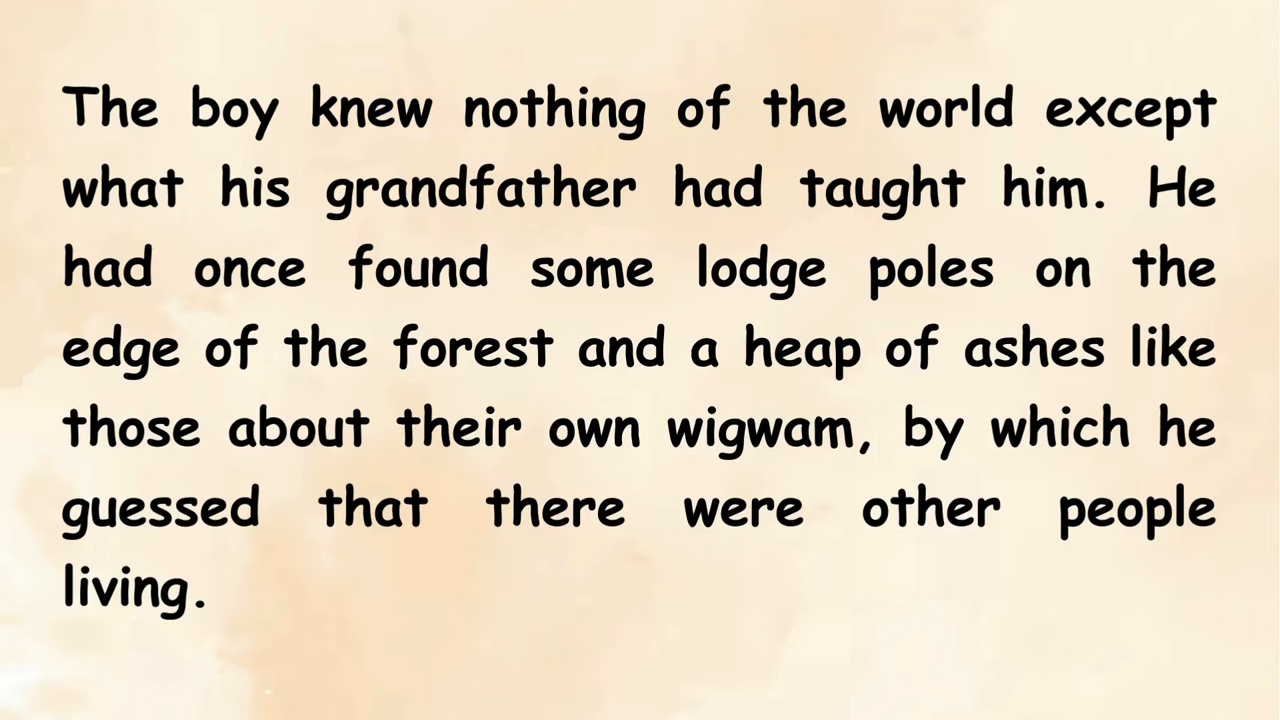 The boy knew nothing of the world except
what his grandfather had taught him. He
had once found some lodge poles on the
edge of the forest and a heap of ashes like
those about their own wigwam, by which he
guessed that there were other people
living.